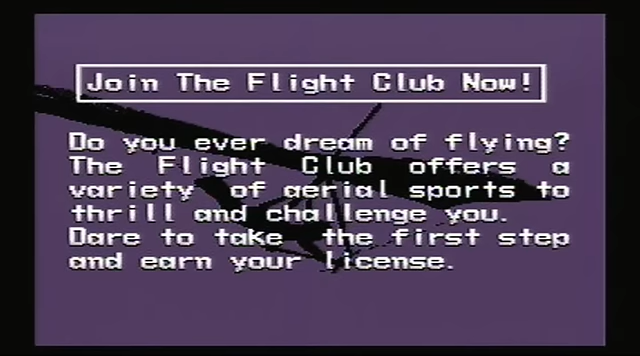 Join The Flight Club Now!
Do you ever dream of flying?
The Flight Club offers a
variety of aerial sports to
thrill and challenge you.
Dare to take the first step
and earn your license.